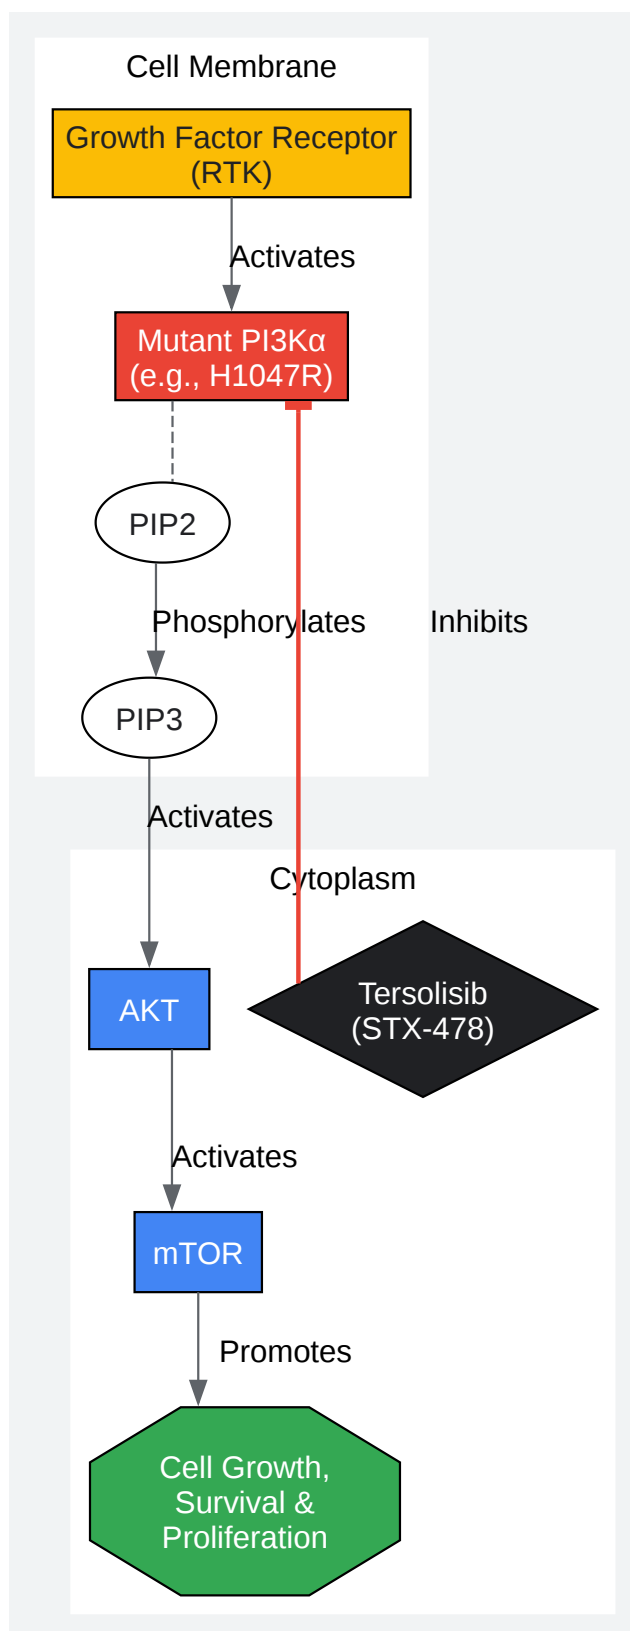 Cell Membrane
Growth Factor Receptor
(RTK)
Activates
Mutant PI3Kα
(e.g., H1047R)
PIP2
Phosphorylates
Inhibits
PIP3
Activates
Cytoplasm
AKT
Tersolisib
(STX-478)
Activates
mTOR
Promotes
Cell Growth,
Survival &
Proliferation